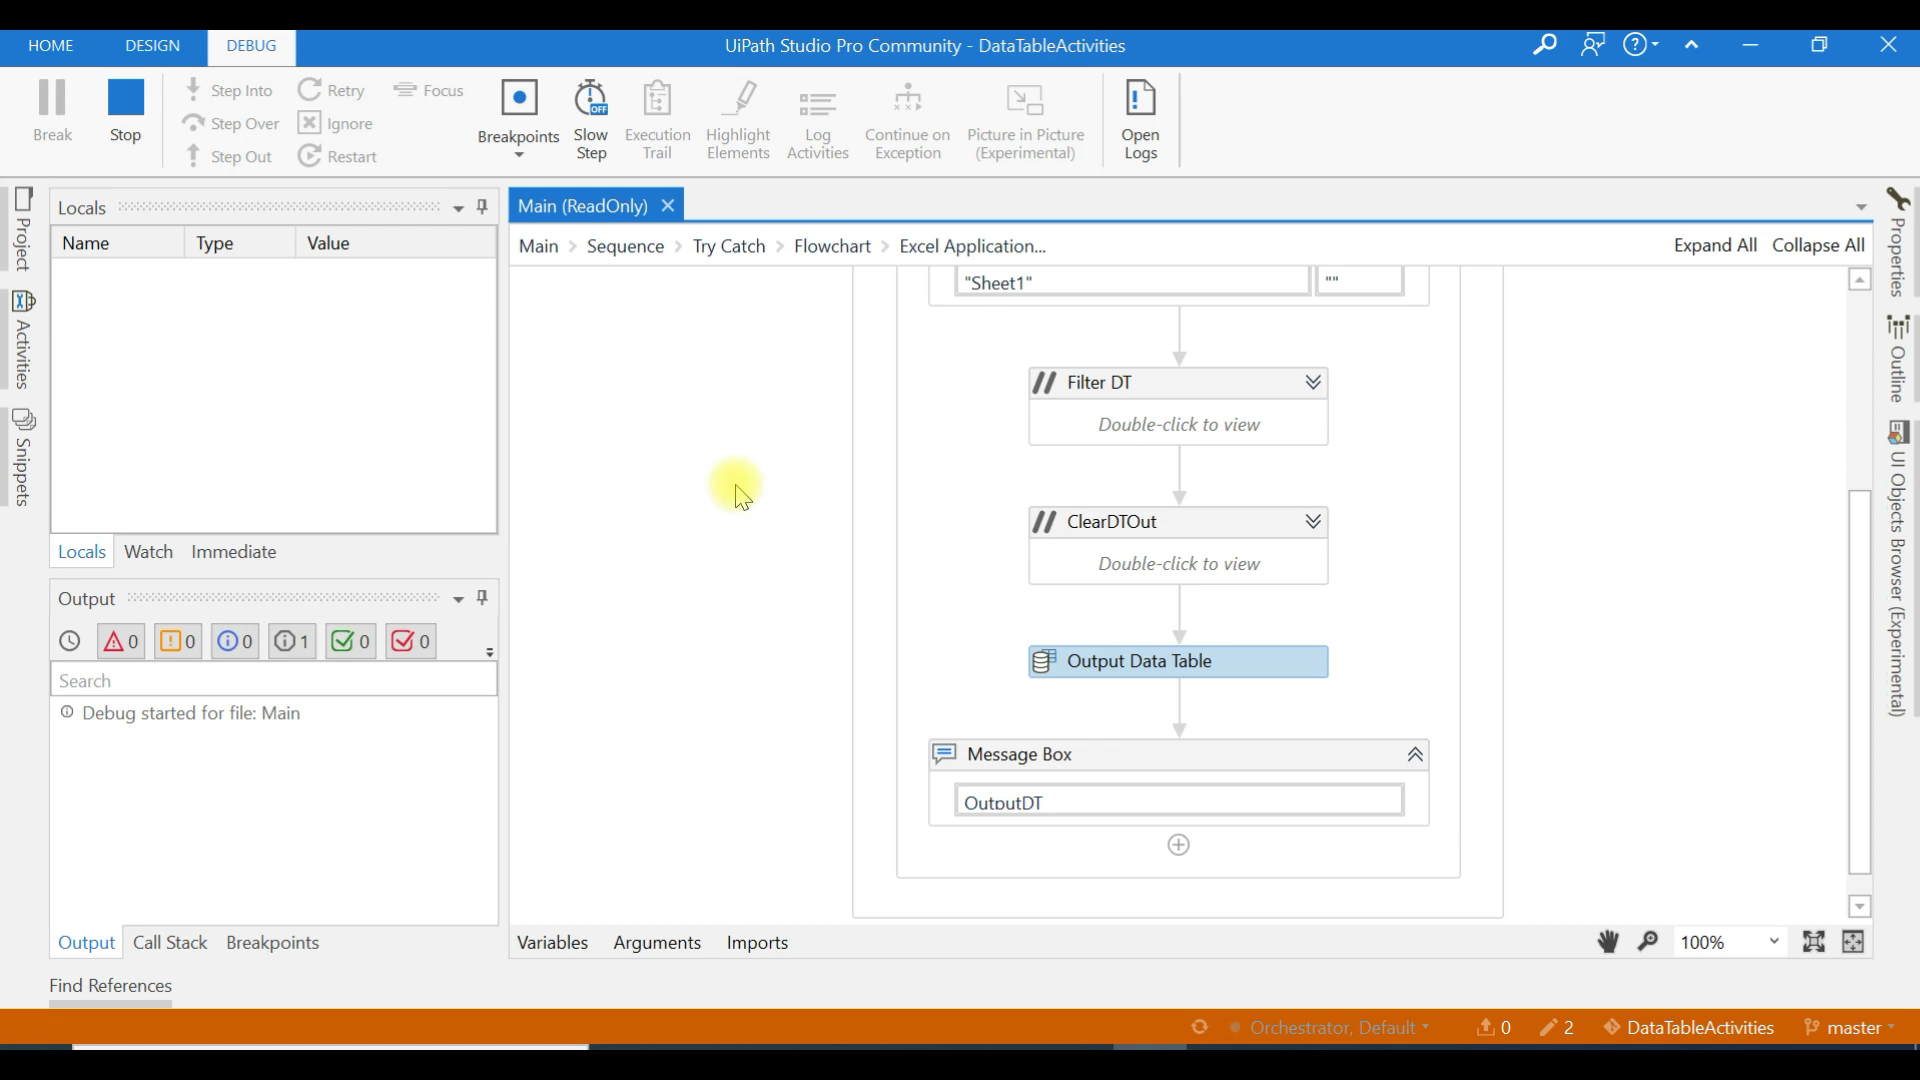 HOME DESIGN DEBUG UiPath Studio Pro Community - DataTableActivities
Break
Stop
Step Into
Step Over
Step Out
Retry
Ignore
Restart
Focus
Breakpoints
Slow
Step
OFF
Execution
Trail
Highlight
Elements
Log
Activities
Continue on
Exception
Picture in Picture
(Experimental)
Open
Logs
Project
Activities
Snippets
Locals
Name Type Value
Locals Watch Immediate
Output
0 0 0 1 0 0
Search
Debug started for file: Main
Output Call Stack Breakpoints
Find References
Main (ReadOnly)
Main Sequence Try Catch Flowchart Excel Application...
Expand All Collapse All
"Sheet1" ""
// Filter DT
Double-click to view
// ClearDTOut
Double-click to view
Output Data Table
Message Box
OutputDT
Variables Arguments Imports
100%
Properties
Outline
UI Objects Browser (Experimental)
Orchestrator, Default 0 2 DataTableActivities master